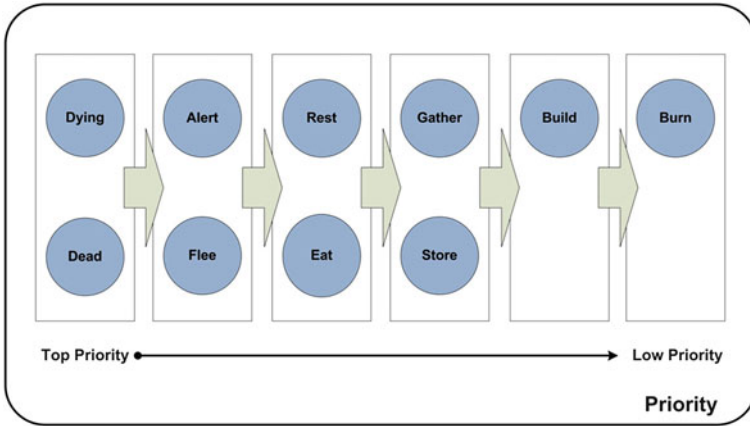 Dying Alert Rest Gather Build Burn
Dead Flee Eat Store
Top Priority Low Priority
Priority